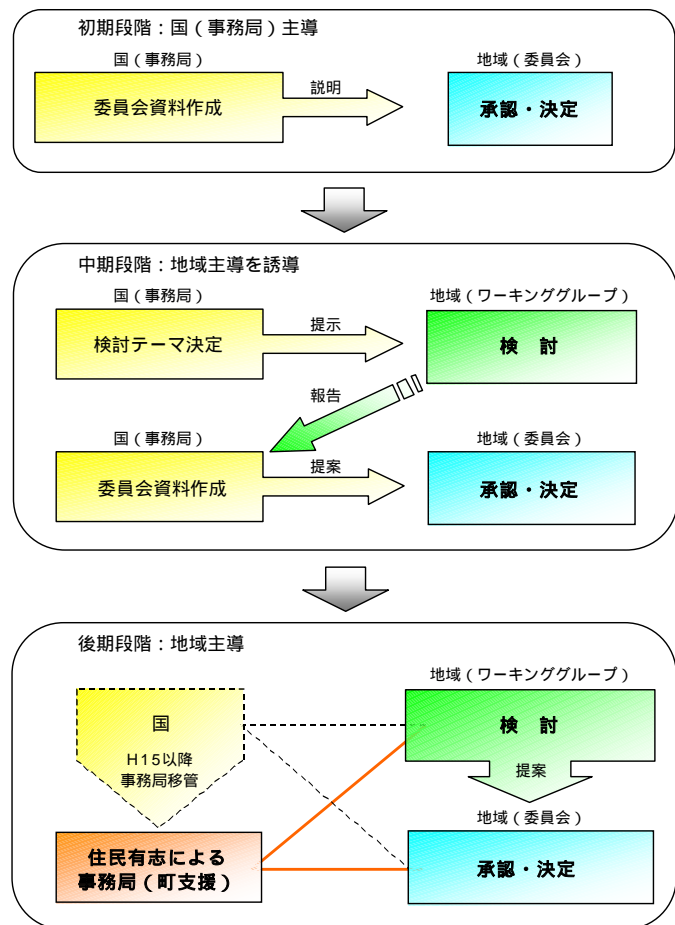 初期段階：国（事務局）主導
国（事務局）
地域（委員会）
委員会資料作成
説明
承認・決定
中期段階：地域主導を誘導
国（事務局）
地域（ワーキンググループ）
検討テーマ決定
提示
検　討
報告
国（事務局）
地域（委員会）
委員会資料作成
提案
承認・決定
後期段階：地域主導
地域（ワーキンググループ）
国
H15以降
事務局移管
検　討
提案
地域（委員会）
住民有志による
事務局（町支援）
承認・決定